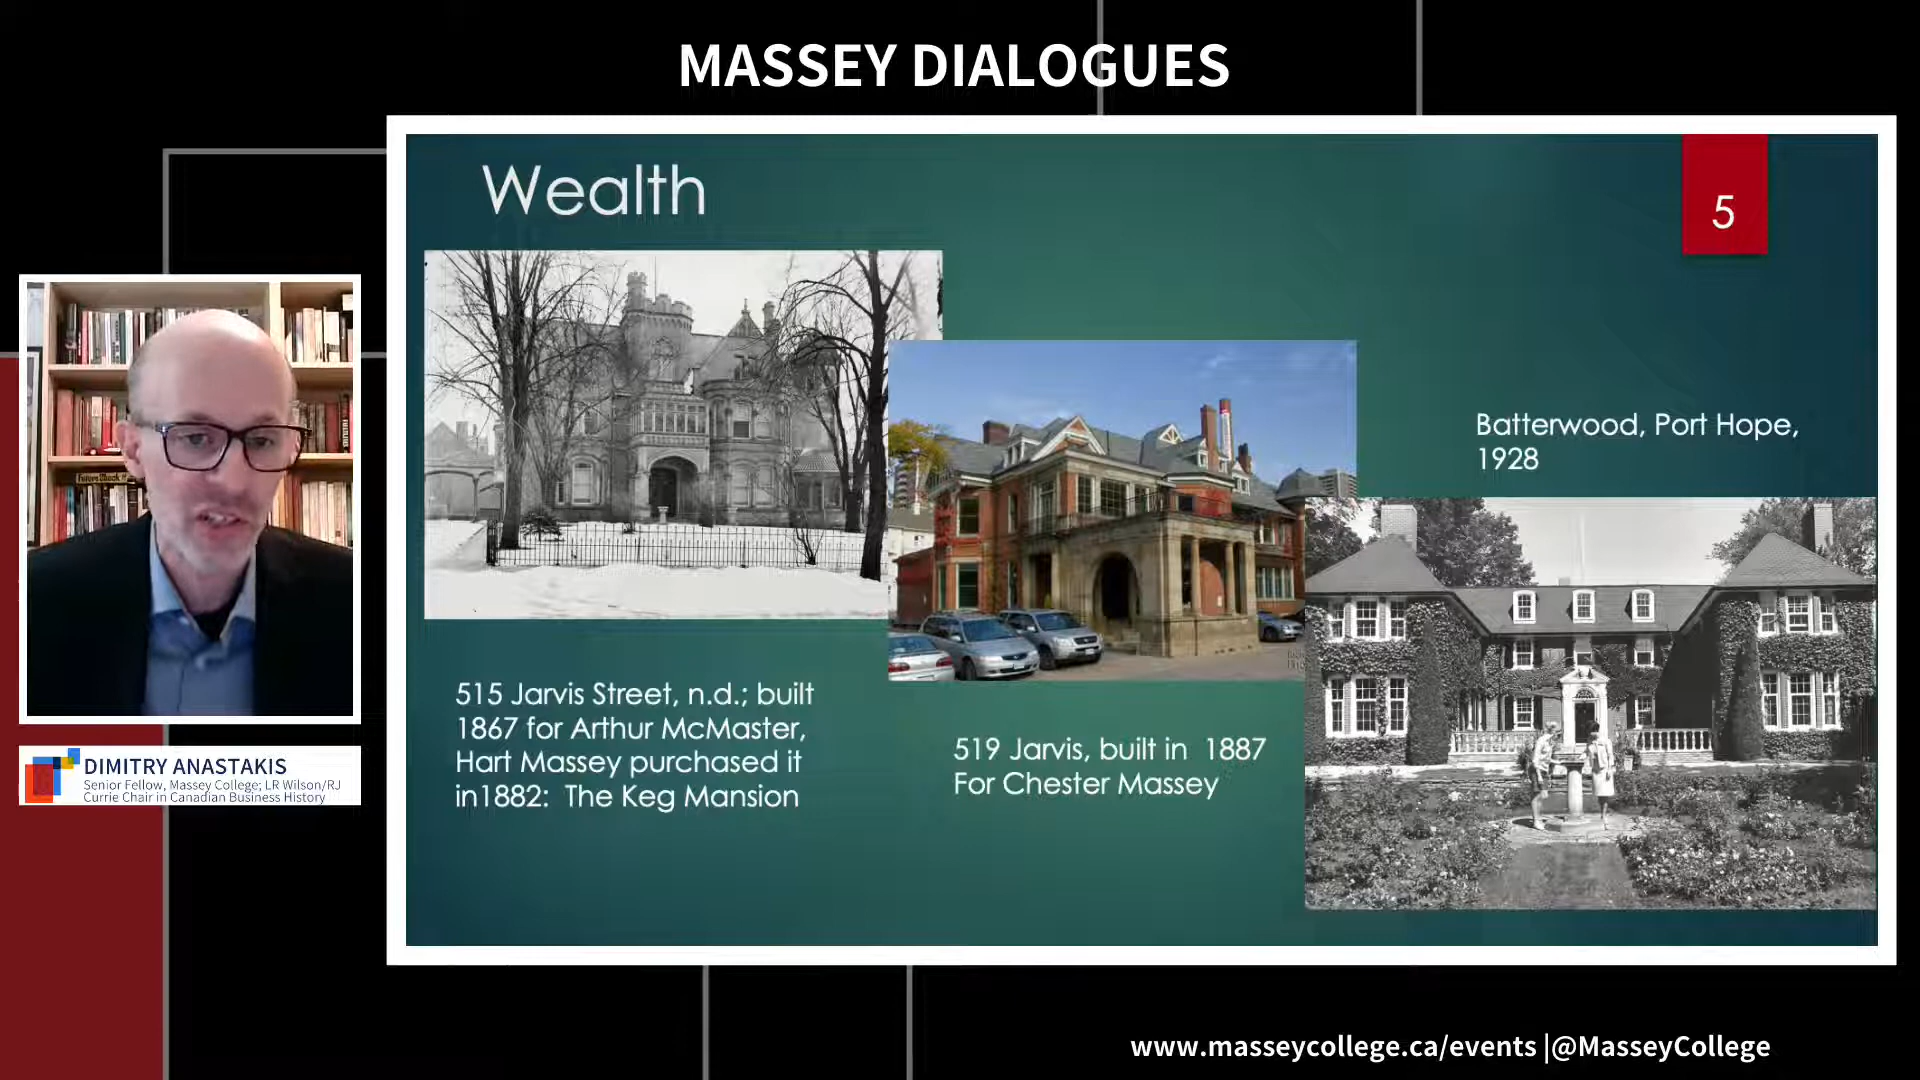 MASSEY DIALOGUES
Wealth
5
Batterwood, Port Hope,
1928
515 Jarvis Street, n.d.; built
1867 for Arthur McMaster,
Hart Massey purchased it
in1882:  The Keg Mansion
519 Jarvis, built in  1887
For Chester Massey
Future Shock
DIMITRY ANASTAKIS
Senior Fellow, Massey College; LR Wilson/RJ
Currie Chair in Canadian Business History
www.masseycollege.ca/events |@MasseyCollege